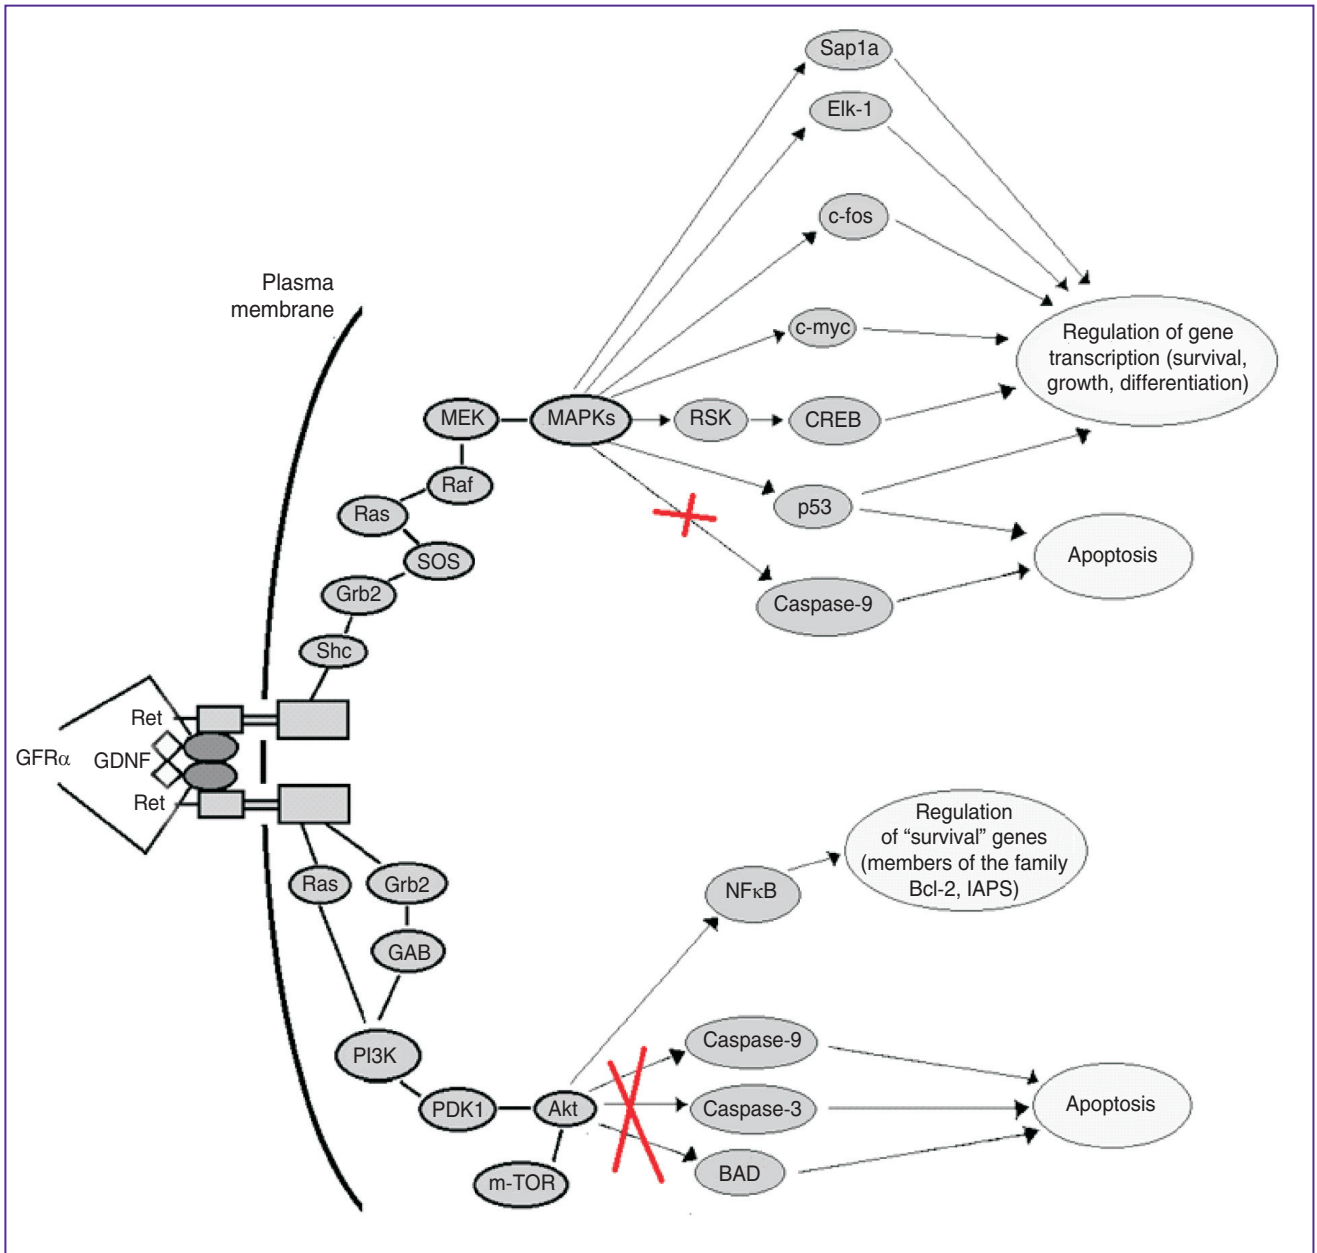 Sap1a
Elk-1
c-fos
Plasma
membrane
c-myc
Regulation of gene
transcription (survival,
growth, differentiation)
MEK
MAPKs
RSK
CREB
Raf
Ras
p53
SOS
Apoptosis
Grb2
Caspase-9
Shc
Ret
GFRα
GDNF
Ret
Regulation
of “survival” genes
(members of the family
Bcl-2, IAPS)
Ras
Grb2
NFκB
GAB
PI3K
Caspase-9
PDK1
Akt
Caspase-3
Apoptosis
m-TOR
BAD